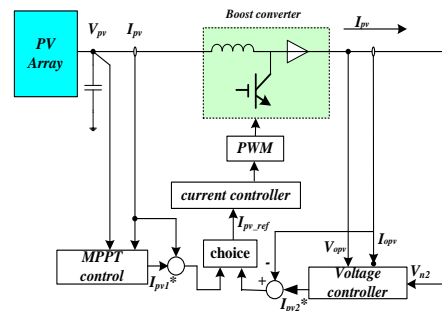 Boost converter
PV
Array
V_pv
I_pv
I_pv
PWM
current controller
I_pv_ref
choice
MPPT
control
I_pv1*
-
+
I_pv2*
V_opv
I_opv
Voltage
controller
V_n2